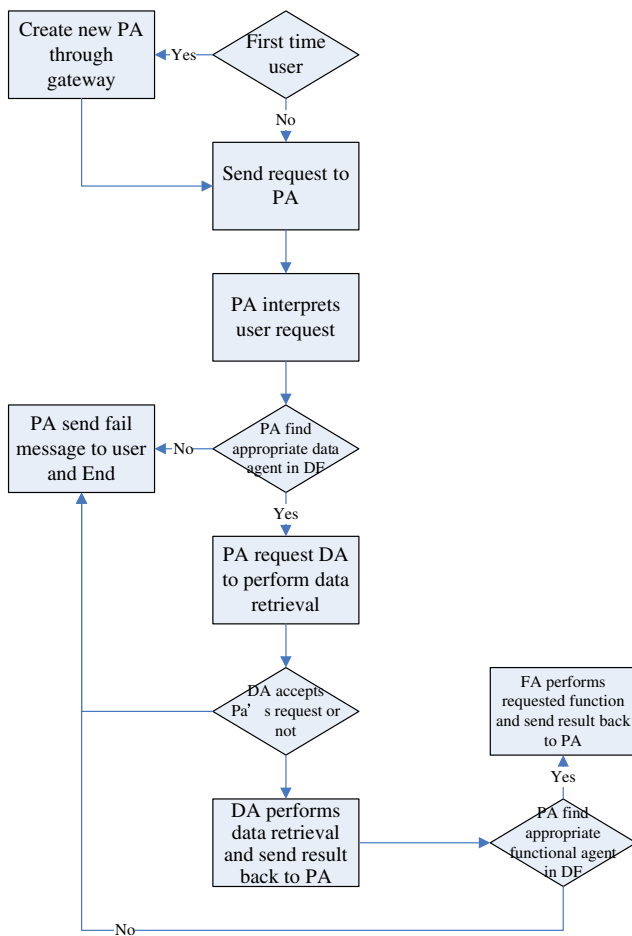 Create new PA
through
gateway
Yes
First time
user
No
Send request to
PA
PA interprets
user request
PA send fail
message to user
and End
No
PA find
appropriate data
agent in DF
Yes
PA request DA
to perform data
retrieval
DA accepts
Pa’s request or
not
FA performs
requested function
and send result back
to PA
Yes
DA performs
data retrieval
and send result
back to PA
PA find
appropriate
functional agent
in DF
No